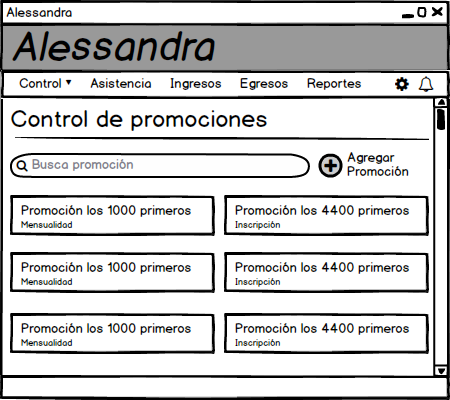 Alessandra
Alessandra
Control Asistencia Ingresos Egresos Reportes
Control de promociones
Busca promoción
Agregar
Promoción
Promoción los 1000 primeros
Mensualidad
Promoción los 4400 primeros
Inscripción
Promoción los 1000 primeros
Mensualidad
Promoción los 4400 primeros
Inscripción
Promoción los 1000 primeros
Mensualidad
Promoción los 4400 primeros
Inscripción